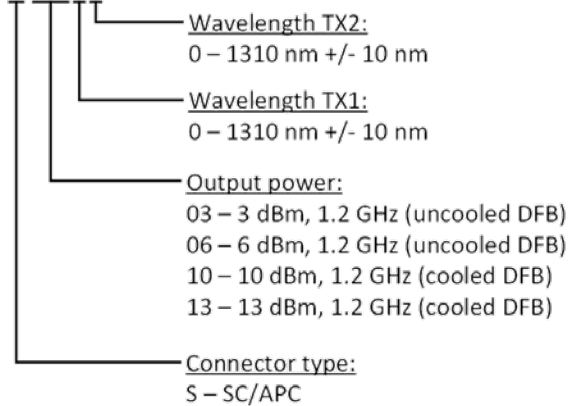 Wavelength TX2:
0 – 1310 nm +/- 10 nm
Wavelength TX1:
0 – 1310 nm +/- 10 nm
Output power:
03 – 3 dBm, 1.2 GHz (uncooled DFB)
06 – 6 dBm, 1.2 GHz (uncooled DFB)
10 – 10 dBm, 1.2 GHz (cooled DFB)
13 – 13 dBm, 1.2 GHz (cooled DFB)
Connector type:
S – SC/APC